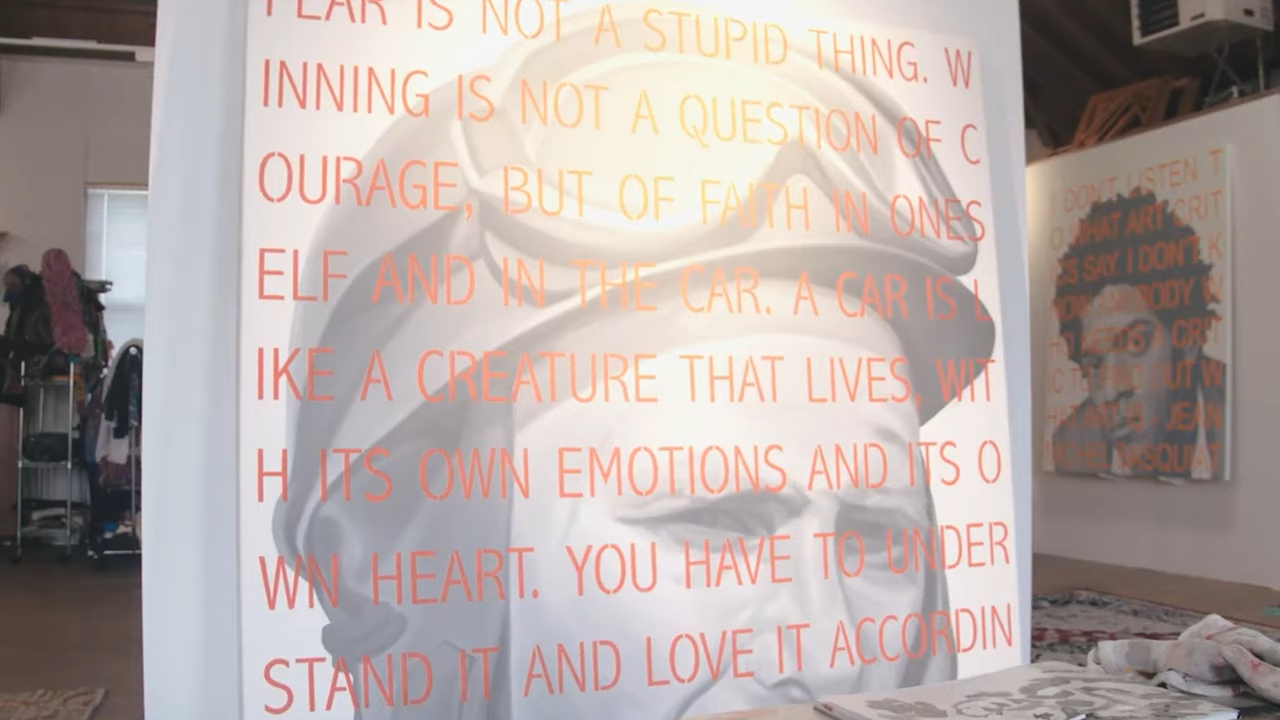 FEAR IS NOT A STUPID THING. W
INNING IS NOT A QUESTION OF C
OURAGE, BUT OF FAITH IN ONES
ELF AND IN THE CAR. A CAR IS L
IKE A CREATURE THAT LIVES, WIT
H ITS OWN EMOTIONS AND ITS O
WN HEART. YOU HAVE TO UNDER
STAND IT AND LOVE IT ACCORDIN
I DON'T LISTEN T
O WHAT ART CRIT
ICS SAY. I DON'T K
NOW ANYBODY W
HO NEEDS A CRIT
IC TO FIND OUT W
HAT ART IS. JEAN
MICHEL BASQUIAT